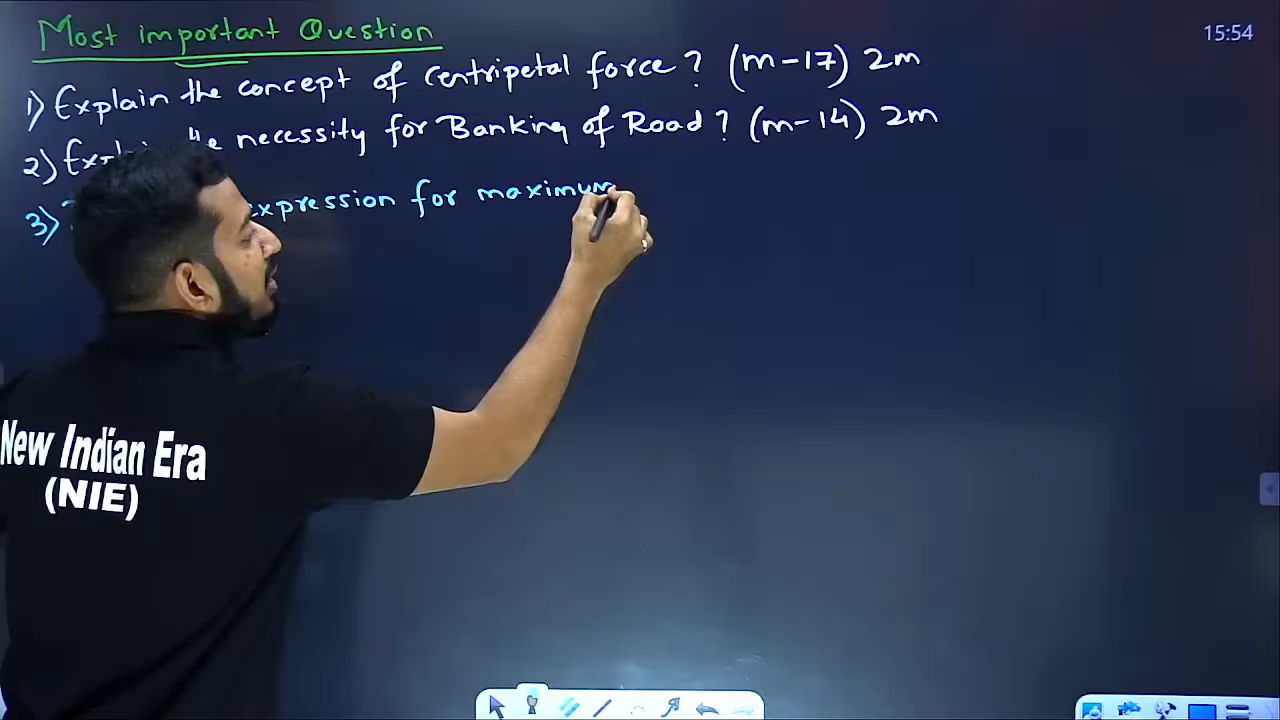 Most important Question
15:54
1) Explain the concept of Centripetal force? (m-17) 2m
2) necessity for Banking of Road? (m-14) 2m
3) expression for maximum
New Indian Era
(NIE)